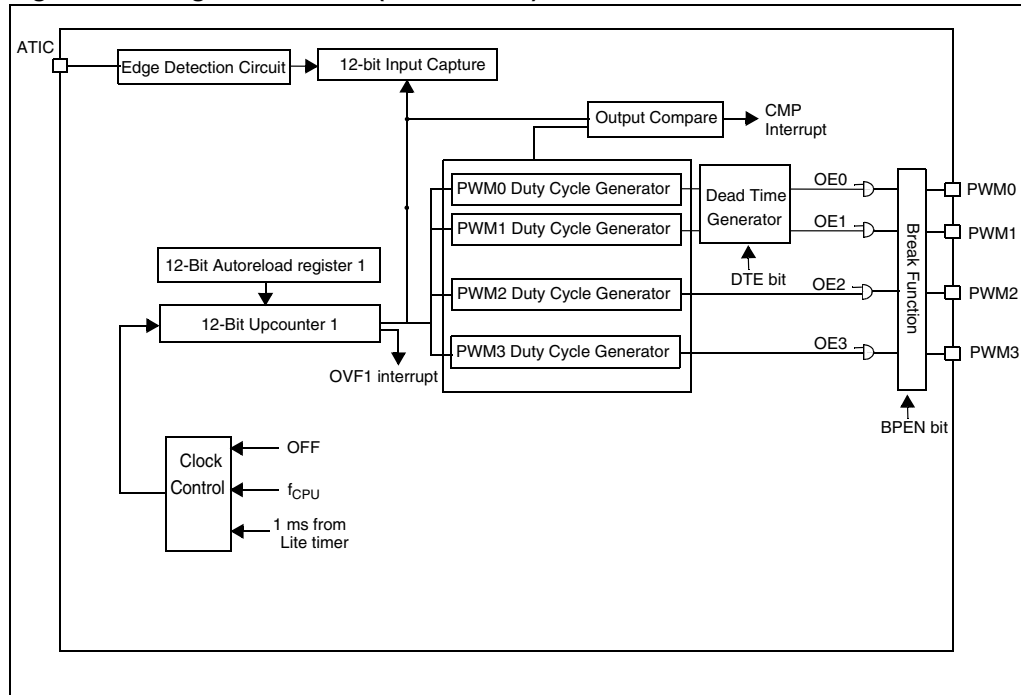 ATIC
Edge Detection Circuit
12-bit Input Capture
Output Compare
CMP
Interrupt
PWM0 Duty Cycle Generator
PWM1 Duty Cycle Generator
PWM2 Duty Cycle Generator
PWM3 Duty Cycle Generator
Dead Time
Generator
DTE bit
OE0
OE1
OE2
OE3
Break Function
BPEN bit
PWM0
PWM1
PWM2
PWM3
12-Bit Autoreload register 1
12-Bit Upcounter 1
OVF1 interrupt
Clock
Control
OFF
fCPU
1 ms from
Lite timer